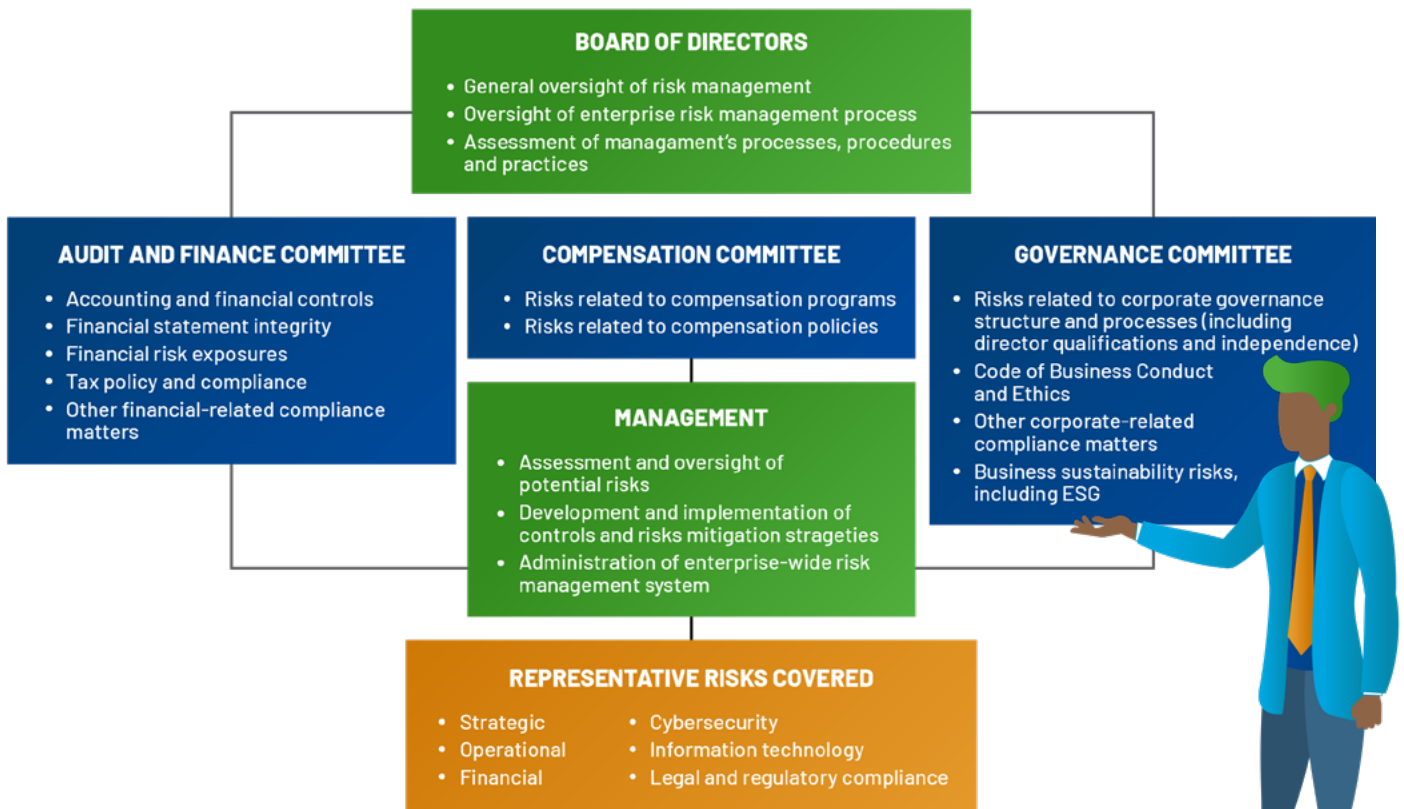 BOARD OF DIRECTORS
• General oversight of risk management
• Oversight of enterprise risk management process
• Assessment of managament's processes, procedures
and practices
AUDIT AND FINANCE COMMITTEE
• Accounting and financial controls
• Financial statement integrity
• Financial risk exposures
• Tax policy and compliance
• Other financial-related compliance
matters
COMPENSATION COMMITTEE
• Risks related to compensation programs
• Risks related to compensation policies
GOVERNANCE COMMITTEE
• Risks related to corporate governance
structure and processes (including
director qualifications and independence)
• Code of Business Conduct
and Ethics
• Other corporate-related
compliance matters
• Business sustainability risks,
including ESG
MANAGEMENT
• Assessment and oversight of
potential risks
• Development and implementation of
controls and risks mitigation strageties
• Administration of enterprise-wide risk
management system
REPRESENTATIVE RISKS COVERED
• Strategic
• Operational
• Financial
• Cybersecurity
• Information technology
• Legal and regulatory compliance